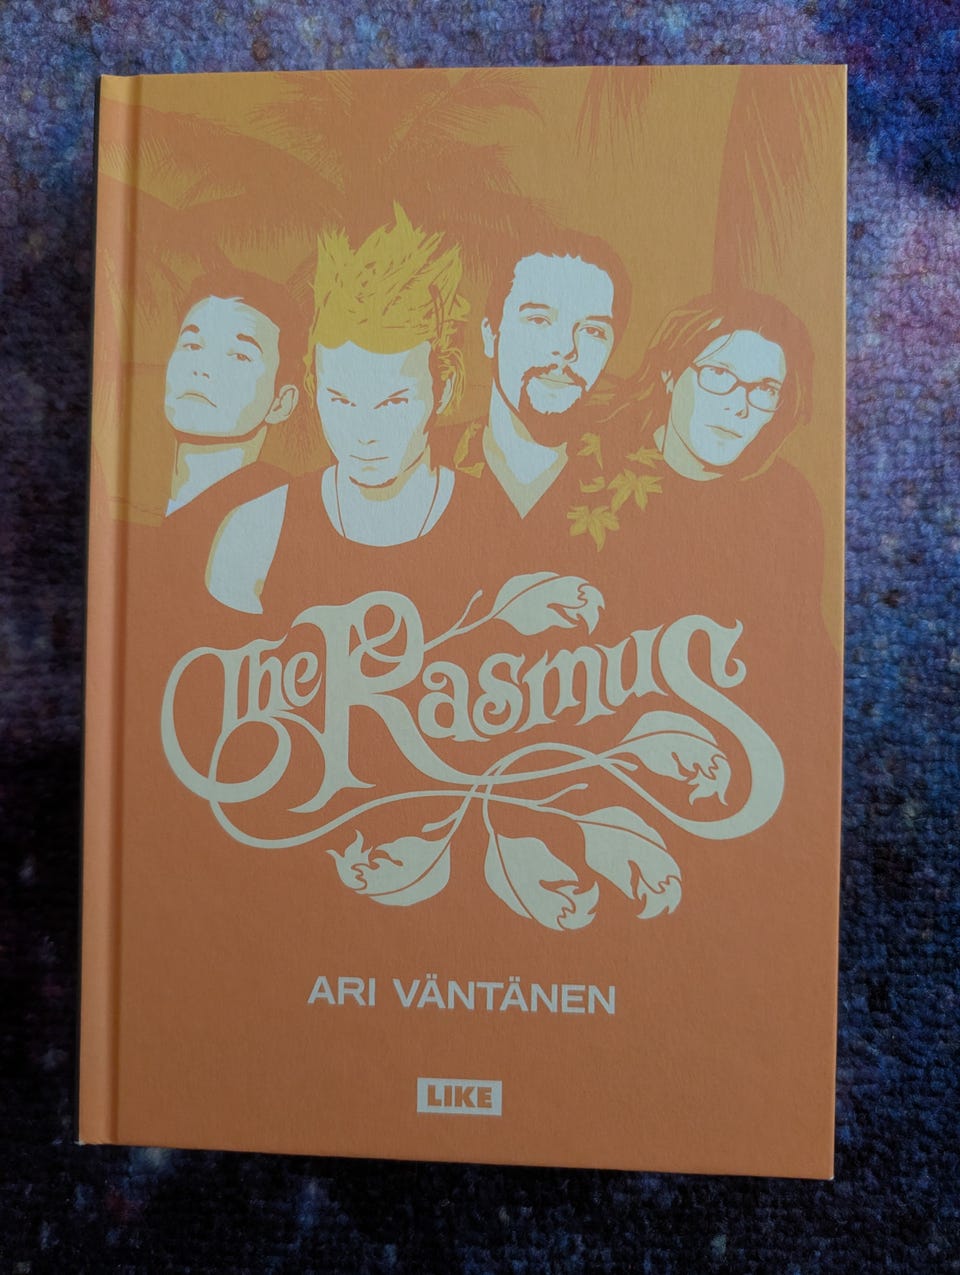 The Rasmus
ARI VÄNTÄNEN
LIKE